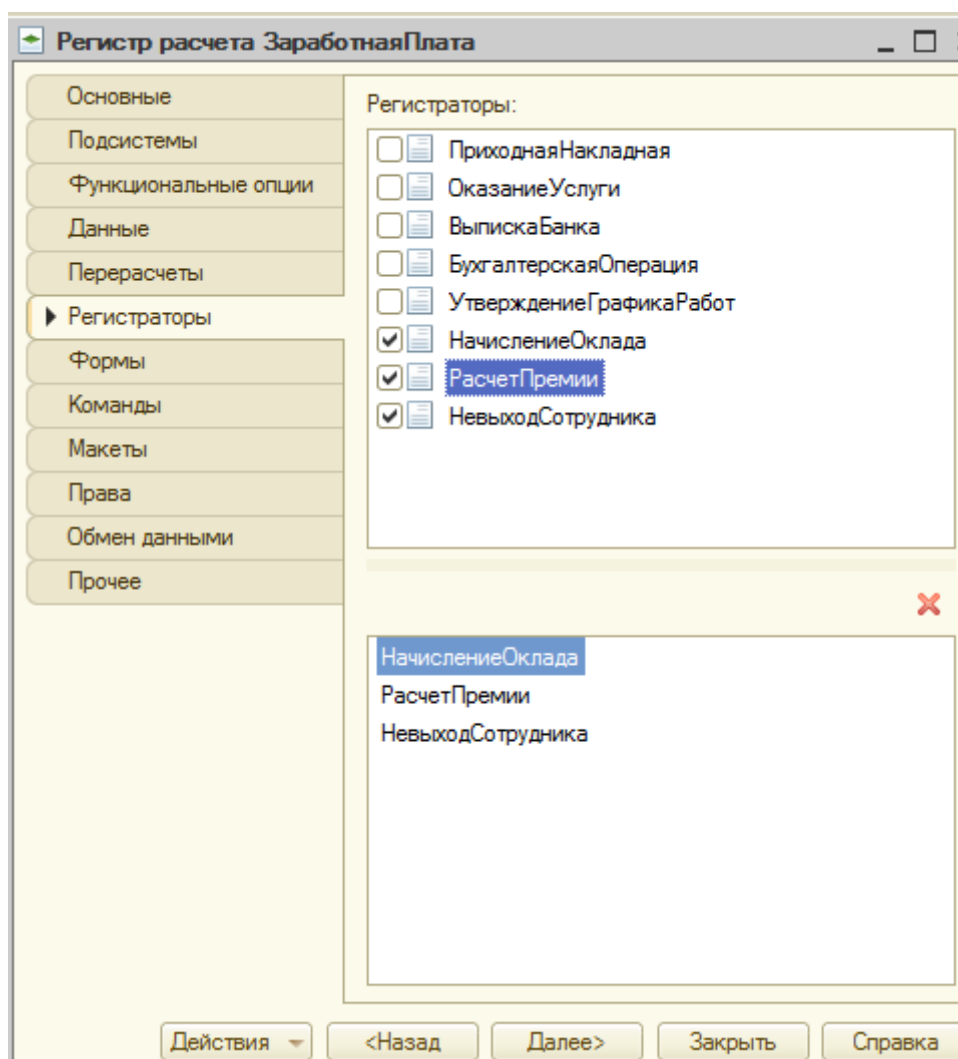 Регистр расчета ЗаработнаяПлата
Основные
Подсистемы
Функциональные опции
Данные
Перерасчеты
Регистраторы
Формы
Команды
Макеты
Права
Обмен данными
Прочее
Регистраторы:
ПриходнаяНакладная
ОказаниеУслуги
ВыпискаБанка
БухгалтерскаяОперация
УтверждениеГрафикаРабот
НачислениеОклада
РасчетПремии
НевыходСотрудника
НачислениеОклада
РасчетПремии
НевыходСотрудника
Действия <Назад Далее> Закрыть Справка